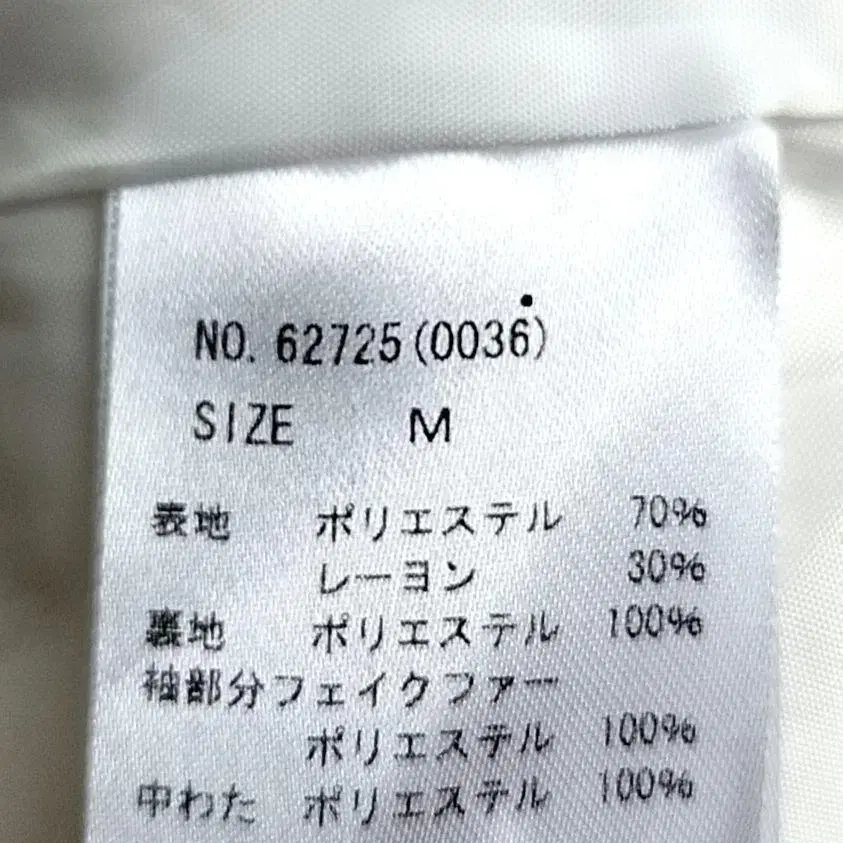 NO. 62725(0036)
SIZE M
表地 ポリエステル 70%
レーヨン 30%
裏地 ポリエステル 100%
袖部分フェイクファー
ポリエステル 100%
中わた ポリエステル 100%